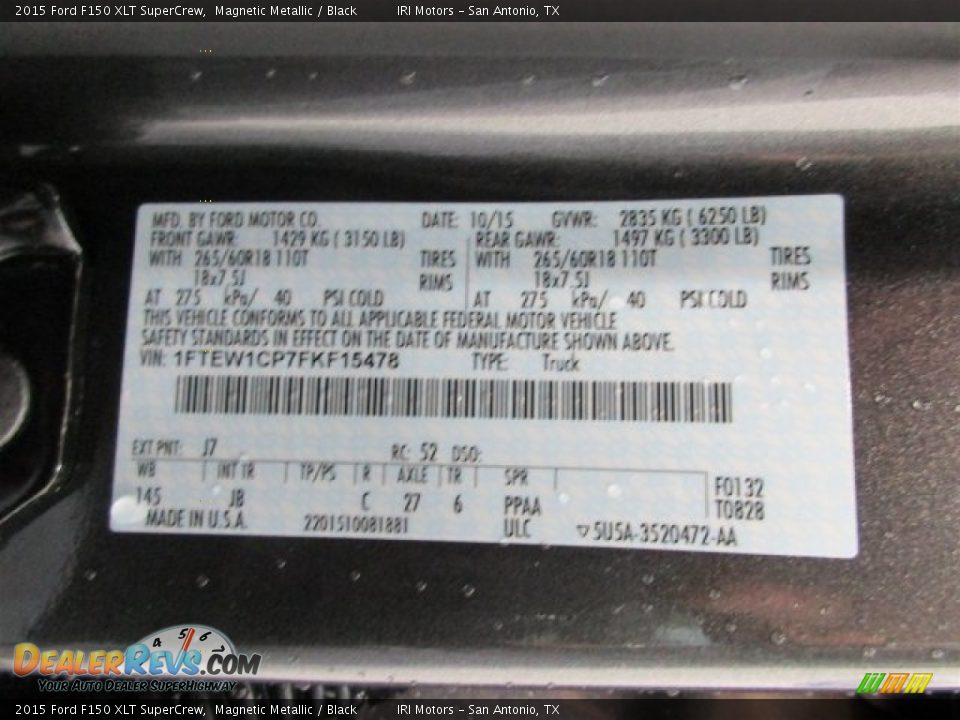 2015 Ford F150 XLT SuperCrew, Magnetic Metallic / Black IRI Motors - San Antonio, TX
MFD. BY FORD MOTOR CO. DATE: 10/15 GVWR: 2835 KG ( 6250 LB)
FRONT GAWR: 1429 KG ( 3150 LB) REAR GAWR: 1497 KG ( 3300 LB)
WITH 265/60R18 110T TIRES WITH 265/60R18 110T TIRES
18x7.5J RIMS 18x7.5J RIMS
AT 275 kPa/ 40 PSI COLD AT 275 kPa/ 40 PSI COLD
THIS VEHICLE CONFORMS TO ALL APPLICABLE FEDERAL MOTOR VEHICLE
SAFETY STANDARDS IN EFFECT ON THE DATE OF MANUFACTURE SHOWN ABOVE.
VIN: 1FTEW1CP7FKF15478 TYPE: Truck
EXT PNT: J7 RC: 52 DSO:
WB INT TR TP/PS R AXLE TR SPR
145 JB C 27 6 PPAA F0132
MADE IN U.S.A. 2201510081881 ULC T0828
▽5U5A-3520472-AA
4 5 6
DEALERREVS.COM
YOUR AUTO DEALER SUPERHIGHWAY
2015 Ford F150 XLT SuperCrew, Magnetic Metallic / Black IRI Motors - San Antonio, TX